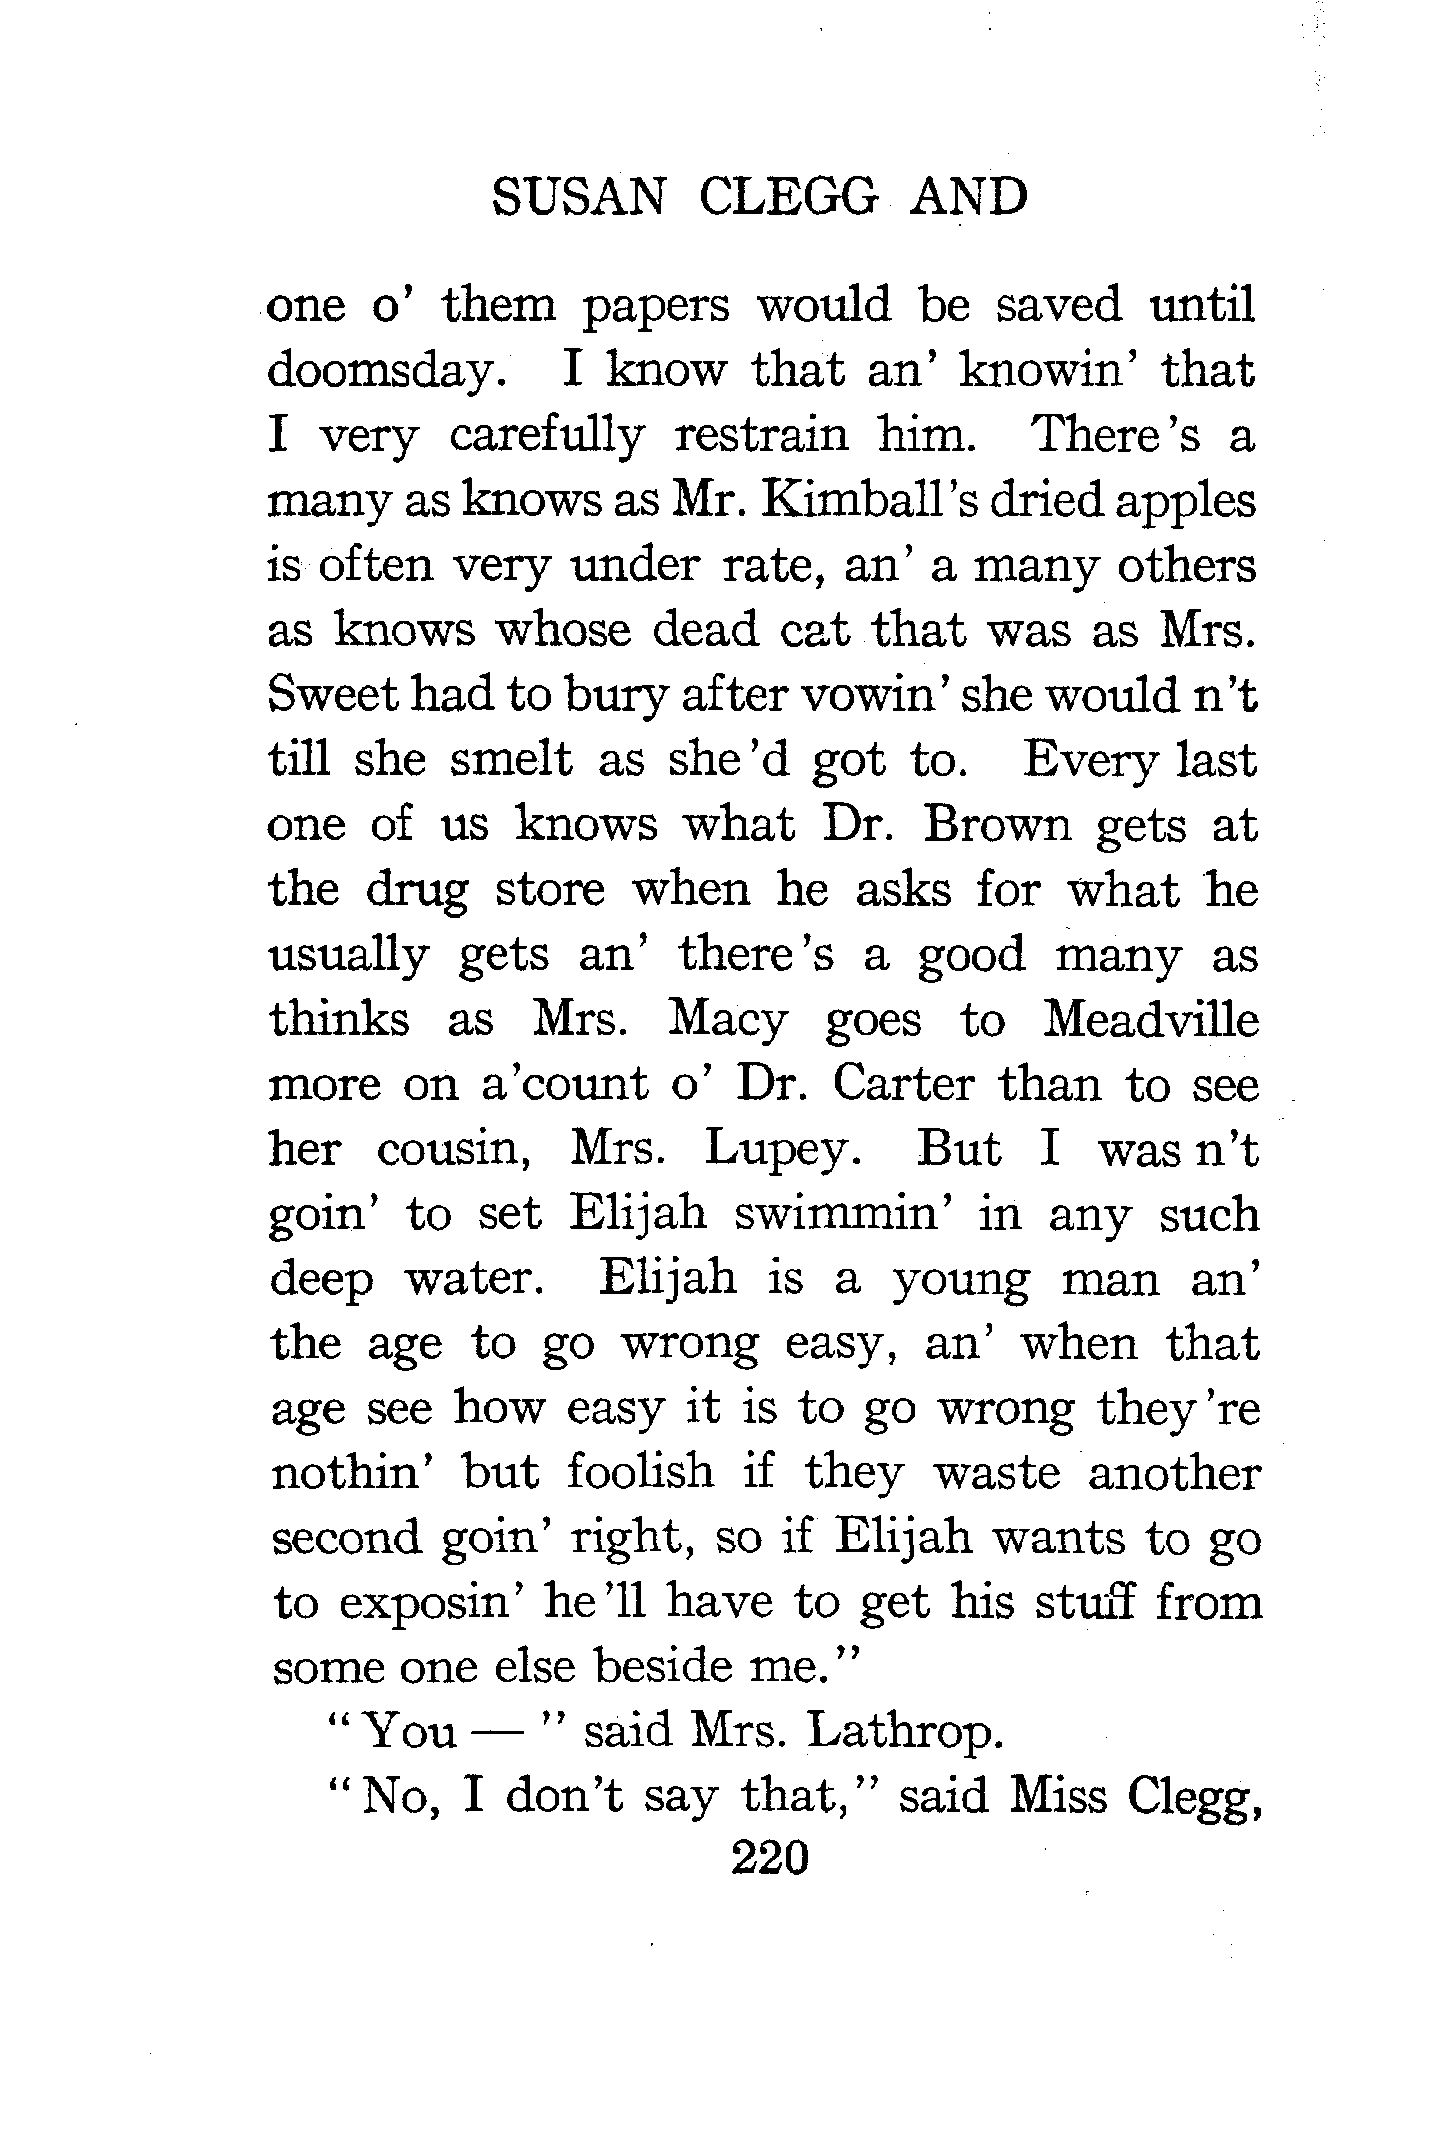 SUSAN CLEGG AND
one o' them papers would be saved until
doomsday. I know that an' knowin' that
I very carefully restrain him. There 's a
many as knows as Mr. Kimball 's dried apples
is often very under rate, an' a many others
as knows whose dead cat that was as Mrs.
Sweet had to bury after vowin' she would n't
till she smelt as she 'd got to. Every last
one of us knows what Dr. Brown gets at
the drug store when he asks for what he
usually gets an' there 's a good many as
thinks as Mrs. Macy goes to Meadville
more on a'count o' Dr. Carter than to see
her cousin, Mrs. Lupey. But I was n't
goin' to set Elijah swimmin' in any such
deep water. Elijah is a young man an'
the age to go wrong easy, an' when that
age see how easy it is to go wrong they 're
nothin' but foolish if they waste another
second goin' right, so if Elijah wants to go
to exposin' he 'll have to get his stuff from
some one else beside me."
"You — " said Mrs. Lathrop.
"No, I don't say that," said Miss Clegg,
220